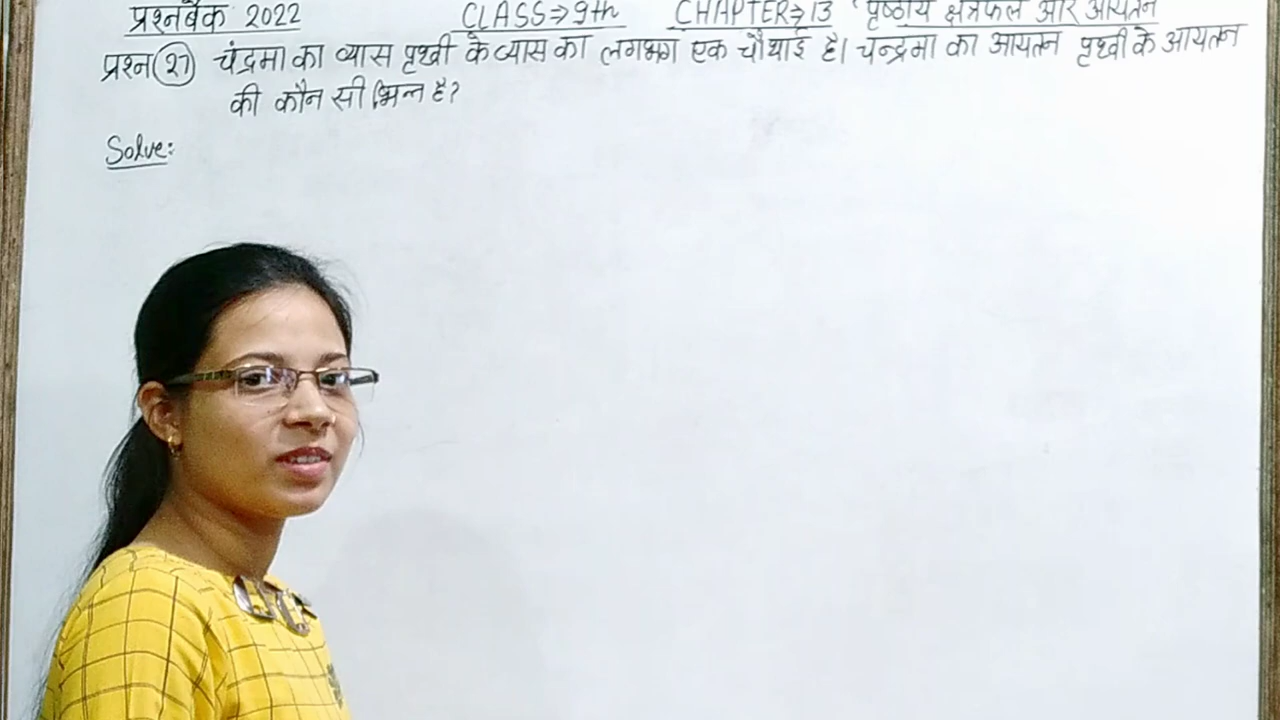 प्रश्नबैंक 2022 CLASS⇒9th CHAPTER⇒13 ' पृष्ठीय क्षेत्रफल और आयतन
प्रश्न (27) चंद्रमा का व्यास पृथ्वी के व्यास का लगभग एक चौथाई है। चन्द्रमा का आयतन पृथ्वी के आयतन
की कौन सी भिन्न है?
Solve: